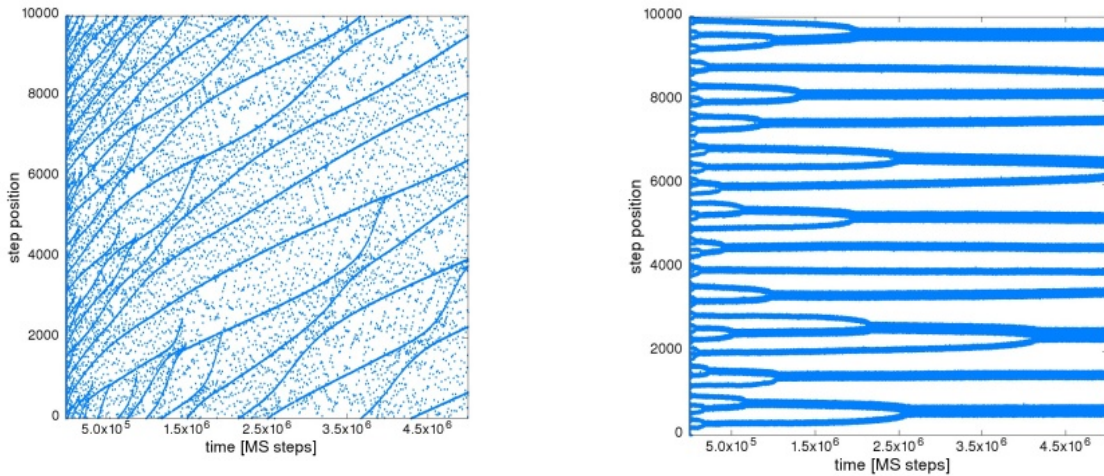 10000
8000
6000
4000
2000
0
step position
5.0x10⁵
1.5x10⁶
2.5x10⁶
3.5x10⁶
4.5x10⁶
time [MS steps]
10000
8000
6000
4000
2000
0
step position
5.0x10⁵
1.5x10⁶
2.5x10⁶
3.5x10⁶
4.5x10⁶
time [MS steps]